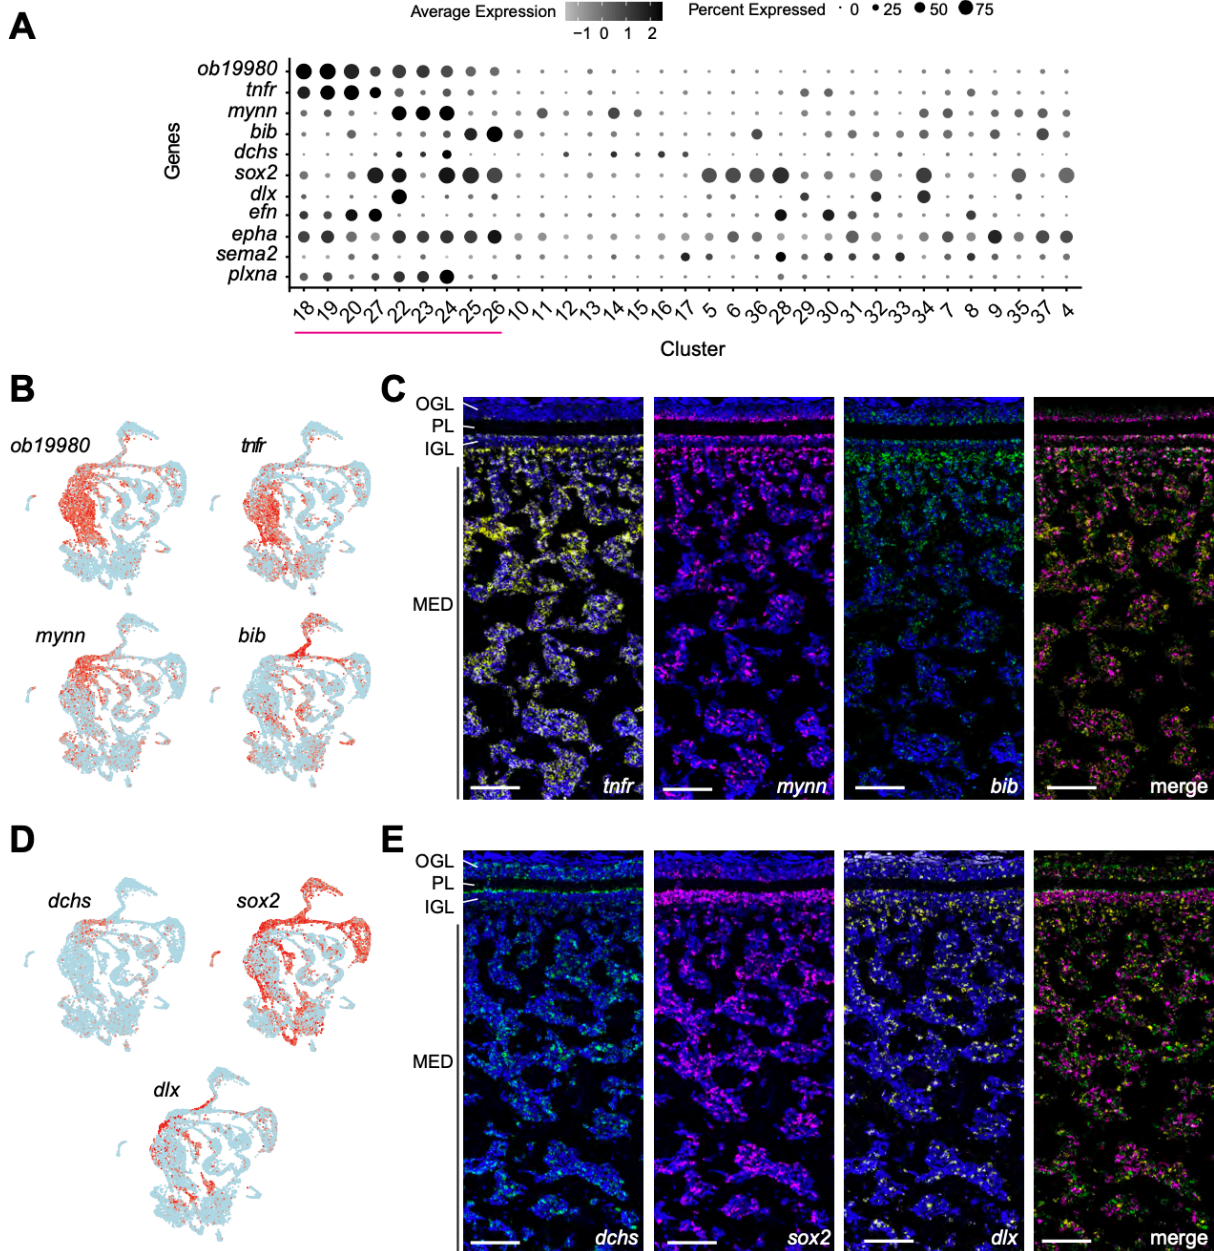 A
Average Expression
−1 0 1 2
Percent Expressed 0 25 50 75
Genes
ob19980
tnfr
mynn
bib
dchs
sox2
dlx
efn
epha
sema2
plxna
18 19 20 27 22 23 24 25 26 10 11 12 13 14 15 16 17 5 6 36 28 29 30 31 32 33 34 7 8 9 35 37 4
Cluster
B
ob19980
tnfr
mynn
bib
C
OGL
PL
IGL
MED
tnfr
mynn
bib
merge
D
dchs
sox2
dlx
E
OGL
PL
IGL
MED
dchs
sox2
dlx
merge